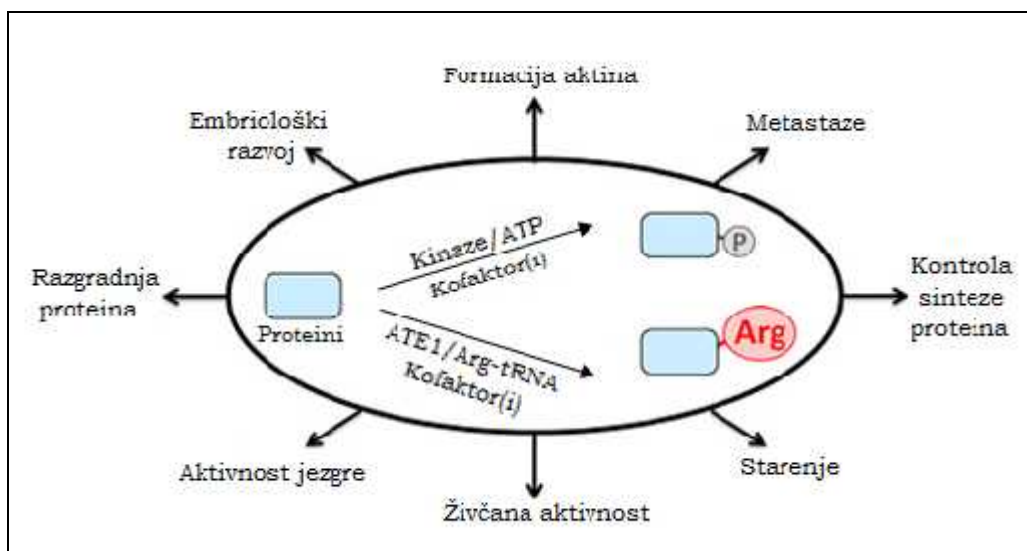 Formacija aktina
Embriološki
razvoj
Metastaze
Kinaze/ATP
Kofaktor(i)
P
Razgradnja
proteina
Proteini
Kontrola
sinteze
proteina
Arg
ATE1/Arg-tRNA
Kofaktor(i)
Aktivnost jezgre
Starenje
Živčana aktivnost